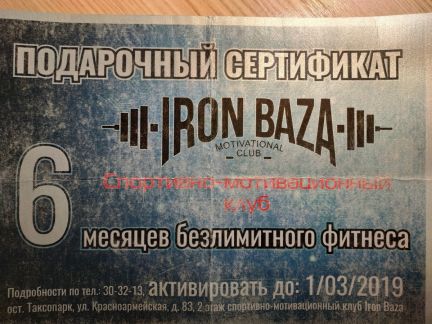 ПОДАРОЧНЫЙ СЕРТИФИКАТ
IRON BAZA
MOTIVATIONAL
CLUB
Спортивно-мотивационный
клуб
6
месяцев безлимитного фитнеса
Подробности по тел.: 30-32-13, активировать до: 1/03/2019
ост. Таксопарк, ул. Красноармейская, д. 83, 2 этаж спортивно-мотивационный клуб Iron Baza